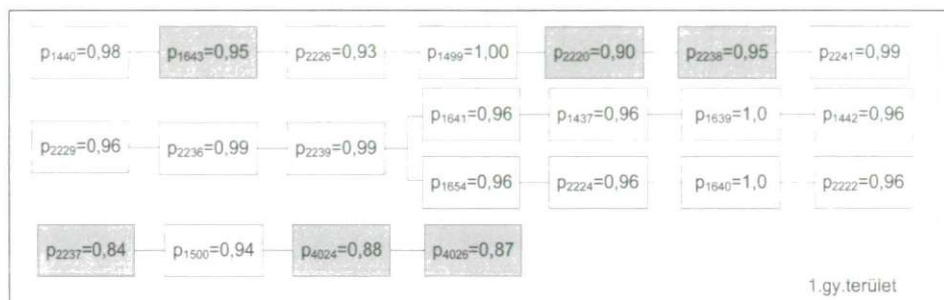 p1440=0,98 p1643=0,95 p2226=0,93 p1499=1,00 p2220=0,90 p2238=0,95 p2241=0,99
p1641=0,96 p1437=0,96 p1639=1,0 p1442=0,96
p2229=0,96 p2236=0,99 p2239=0,99
p1654=0,96 p2224=0,96 p1640=1,0 p2222=0,96
p2237=0,84 p1500=0,94 p4024=0,88 p4026=0,87
1.gy.terület